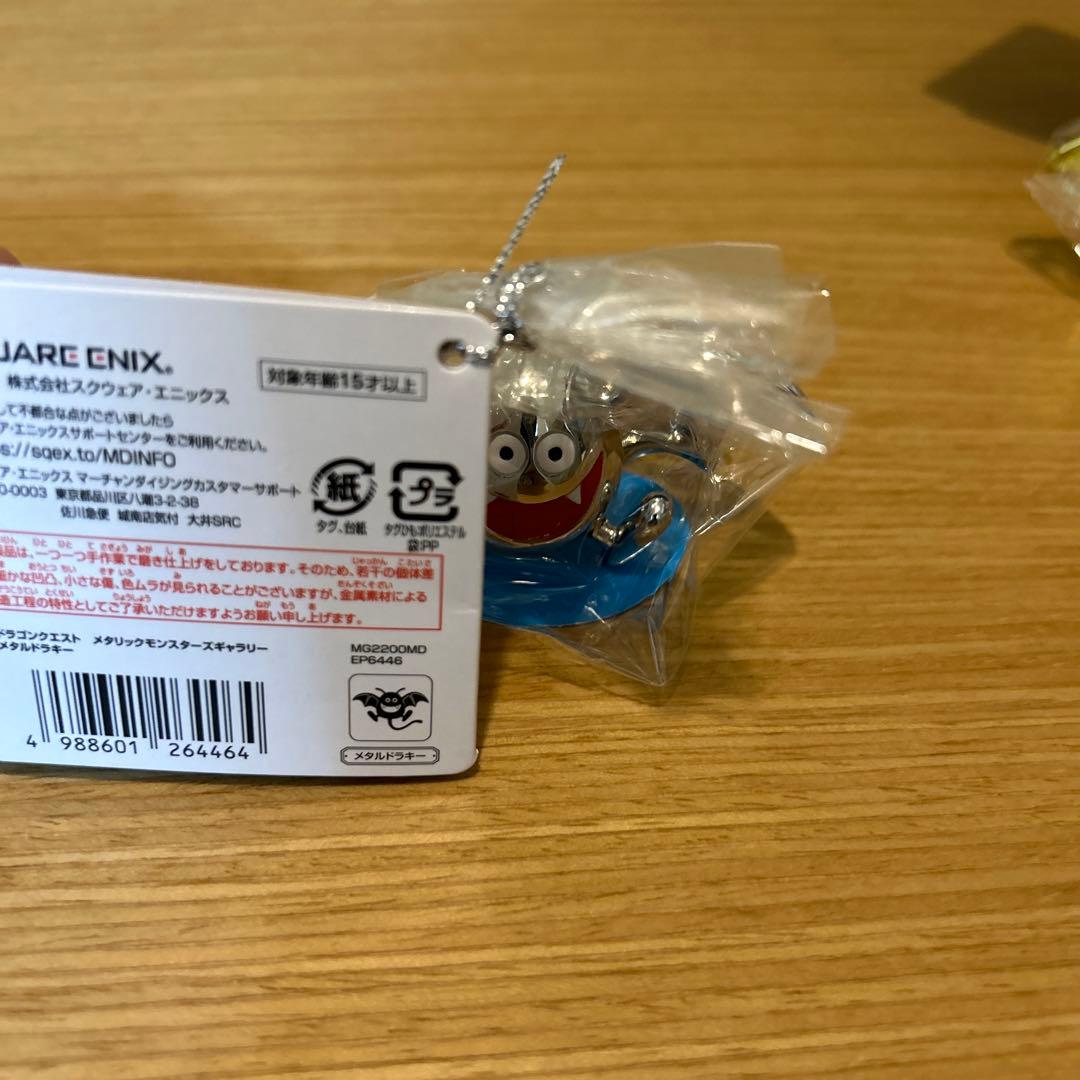 UARE ENIX®
株式会社スクウェア・エニックス
対象年齢15才以上
して不都合な点がございましたら
ア・エニックスサポートセンターをご利用ください。
s://sqex.to/MDINFO
ア・エニックス マーチャンダイジングカスタマーサポート
0-0003 東京都品川区八潮3-2-36
佐川急便 城南店気付 大井SRC
紙
タグ、台紙
プラ
タグひも:ポリエステル
袋:PP
品は、一つ一つ手作業で磨き仕上げをしております。そのため、若干の個体差
かな凹凸、小さな傷、色ムラが見られることがございますが、金属素材による
造工程の特性としてご了承いただけますようお願い申し上げます。
ドラゴンクエスト メタリックモンスターズギャラリー
メタルドラキー
MG2200MD
EP6446
4 988601 264464
メタルドラキー